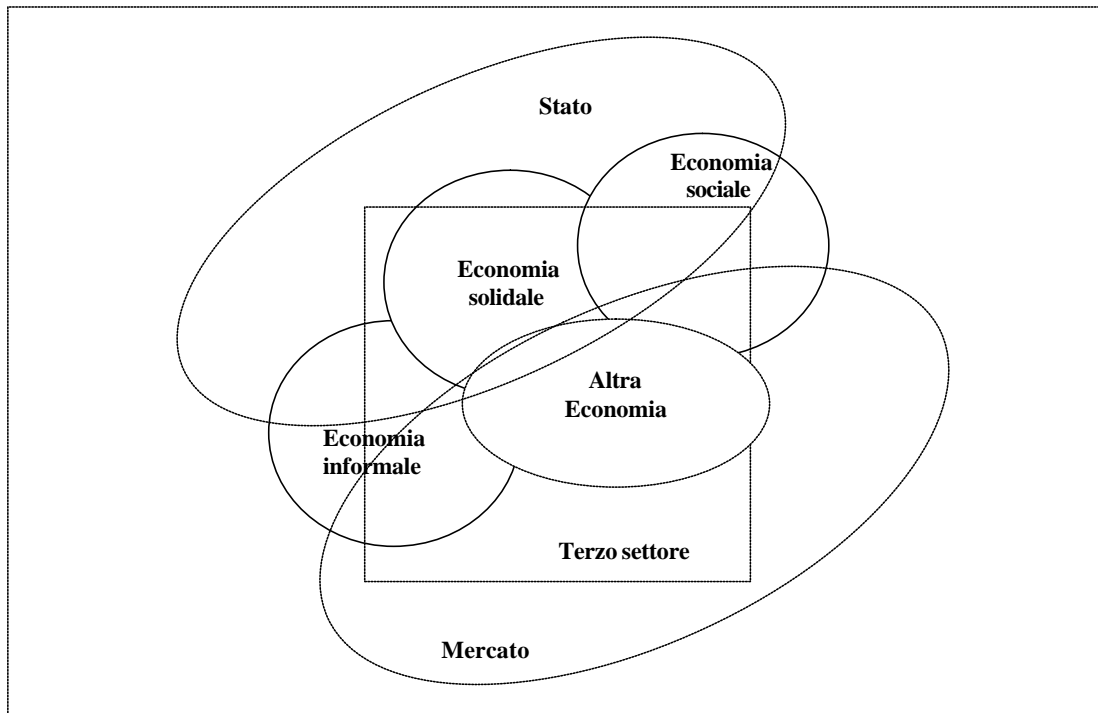 Stato
Economia
sociale
Economia
solidale
Altra
Economia
Economia
informale
Terzo settore
Mercato